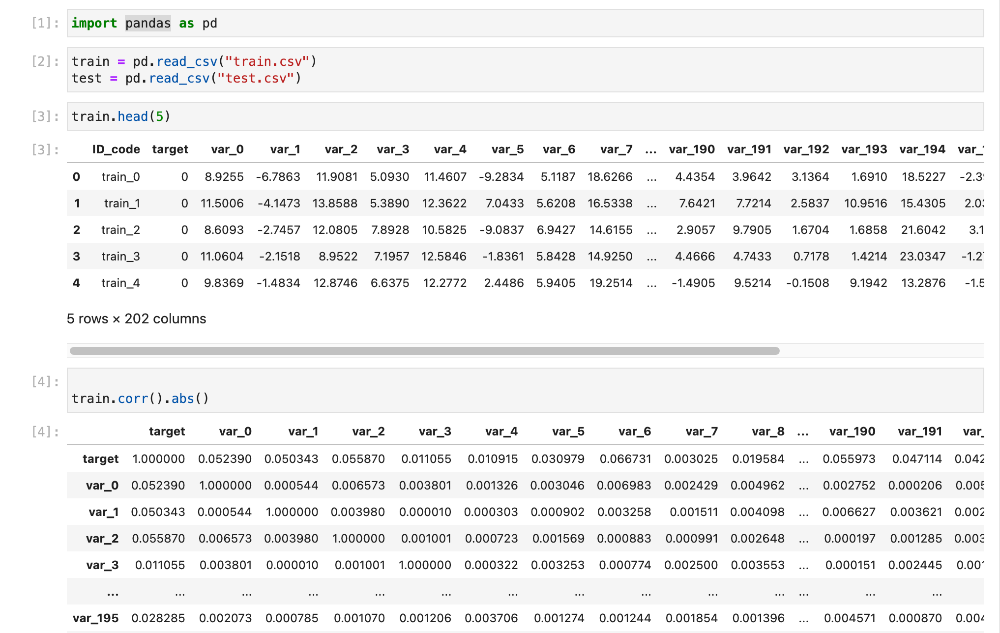 [1]: import pandas as pd
[2]: train = pd.read_csv("train.csv")
test = pd.read_csv("test.csv")
[3]: train.head(5)
[3]: ID_code target var_0 var_1 var_2 var_3 var_4 var_5 var_6 var_7 ... var_190 var_191 var_192 var_193 var_194 var_1
0 train_0 0 8.9255 -6.7863 11.9081 5.0930 11.4607 -9.2834 5.1187 18.6266 ... 4.4354 3.9642 3.1364 1.6910 18.5227 -2.39
1 train_1 0 11.5006 -4.1473 13.8588 5.3890 12.3622 7.0433 5.6208 16.5338 ... 7.6421 7.7214 2.5837 10.9516 15.4305 2.03
2 train_2 0 8.6093 -2.7457 12.0805 7.8928 10.5825 -9.0837 6.9427 14.6155 ... 2.9057 9.7905 1.6704 1.6858 21.6042 3.1
3 train_3 0 11.0604 -2.1518 8.9522 7.1957 12.5846 -1.8361 5.8428 14.9250 ... 4.4666 4.7433 0.7178 1.4214 23.0347 -1.27
4 train_4 0 9.8369 -1.4834 12.8746 6.6375 12.2772 2.4486 5.9405 19.2514 ... -1.4905 9.5214 -0.1508 9.1942 13.2876 -1.5
5 rows × 202 columns
[4]:
train.corr().abs()
[4]: target var_0 var_1 var_2 var_3 var_4 var_5 var_6 var_7 var_8 ... var_190 var_191 var_
target 1.000000 0.052390 0.050343 0.055870 0.011055 0.010915 0.030979 0.066731 0.003025 0.019584 ... 0.055973 0.047114 0.042
var_0 0.052390 1.000000 0.000544 0.006573 0.003801 0.001326 0.003046 0.006983 0.002429 0.004962 ... 0.002752 0.000206 0.005
var_1 0.050343 0.000544 1.000000 0.003980 0.000010 0.000303 0.000902 0.003258 0.001511 0.004098 ... 0.006627 0.003621 0.002
var_2 0.055870 0.006573 0.003980 1.000000 0.001001 0.000723 0.001569 0.000883 0.000991 0.002648 ... 0.000197 0.001285 0.003
var_3 0.011055 0.003801 0.000010 0.001001 1.000000 0.000322 0.003253 0.000774 0.002500 0.003553 ... 0.000151 0.002445 0.001
... ... ... ... ... ... ... ... ... ... ... ... ... ...
var_195 0.028285 0.002073 0.000785 0.001070 0.001206 0.003706 0.001274 0.001244 0.001854 0.001396 ... 0.004571 0.000870 0.004